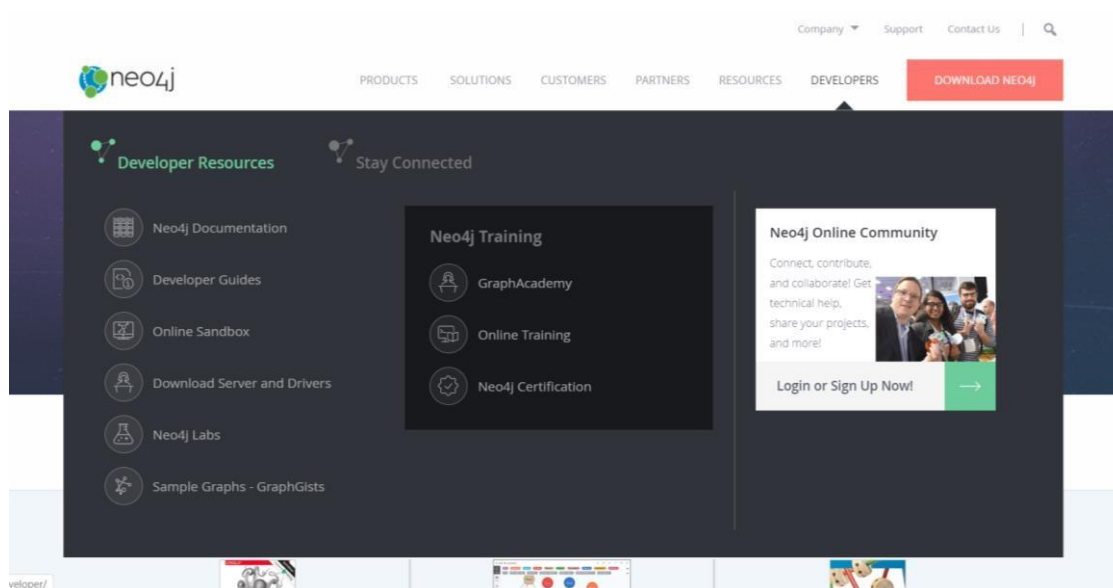 Company
Support
Contact Us
neo4j
PRODUCTS
SOLUTIONS
CUSTOMERS
PARTNERS
RESOURCES
DEVELOPERS
DOWNLOAD NEO4J
Developer Resources
Stay Connected
Neo4j Documentation
Developer Guides
Online Sandbox
Download Server and Drivers
Neo4j Labs
Sample Graphs - GraphGists
Neo4j Training
GraphAcademy
Online Training
Neo4j Certification
Neo4j Online Community
Connect, contribute,
and collaborate! Get
technical help,
share your projects,
and more!
Login or Sign Up Now!
veloper/